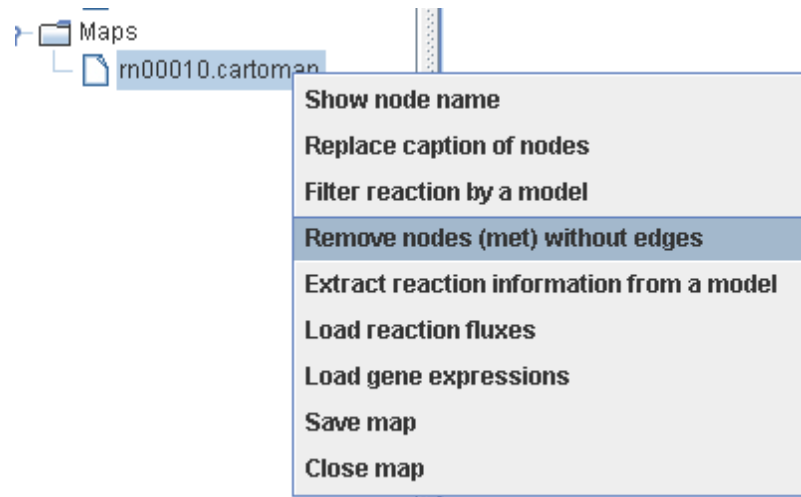 Maps
rn00010.cartoman
Show node name
Replace caption of nodes
Filter reaction by a model
Remove nodes (met) without edges
Extract reaction information from a model
Load reaction fluxes
Load gene expressions
Save map
Close map